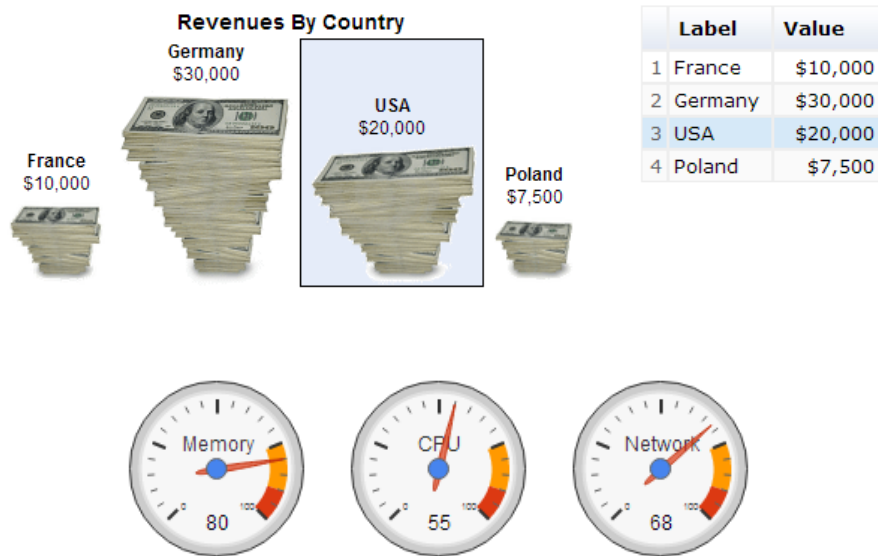 Revenues By Country
Germany
$30,000
USA
$20,000
France
$10,000
Poland
$7,500
Label Value
1 France $10,000
2 Germany $30,000
3 USA $20,000
4 Poland $7,500
Memory
0 100
80
CPU
0 100
55
Network
0 100
68